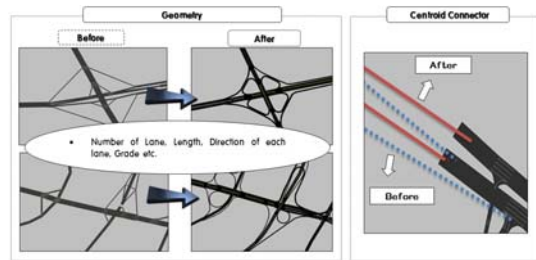 Geometry
Before
After
• Number of Lane, Length, Direction of each
lane, Grade etc.
Centroid Connector
After
Before